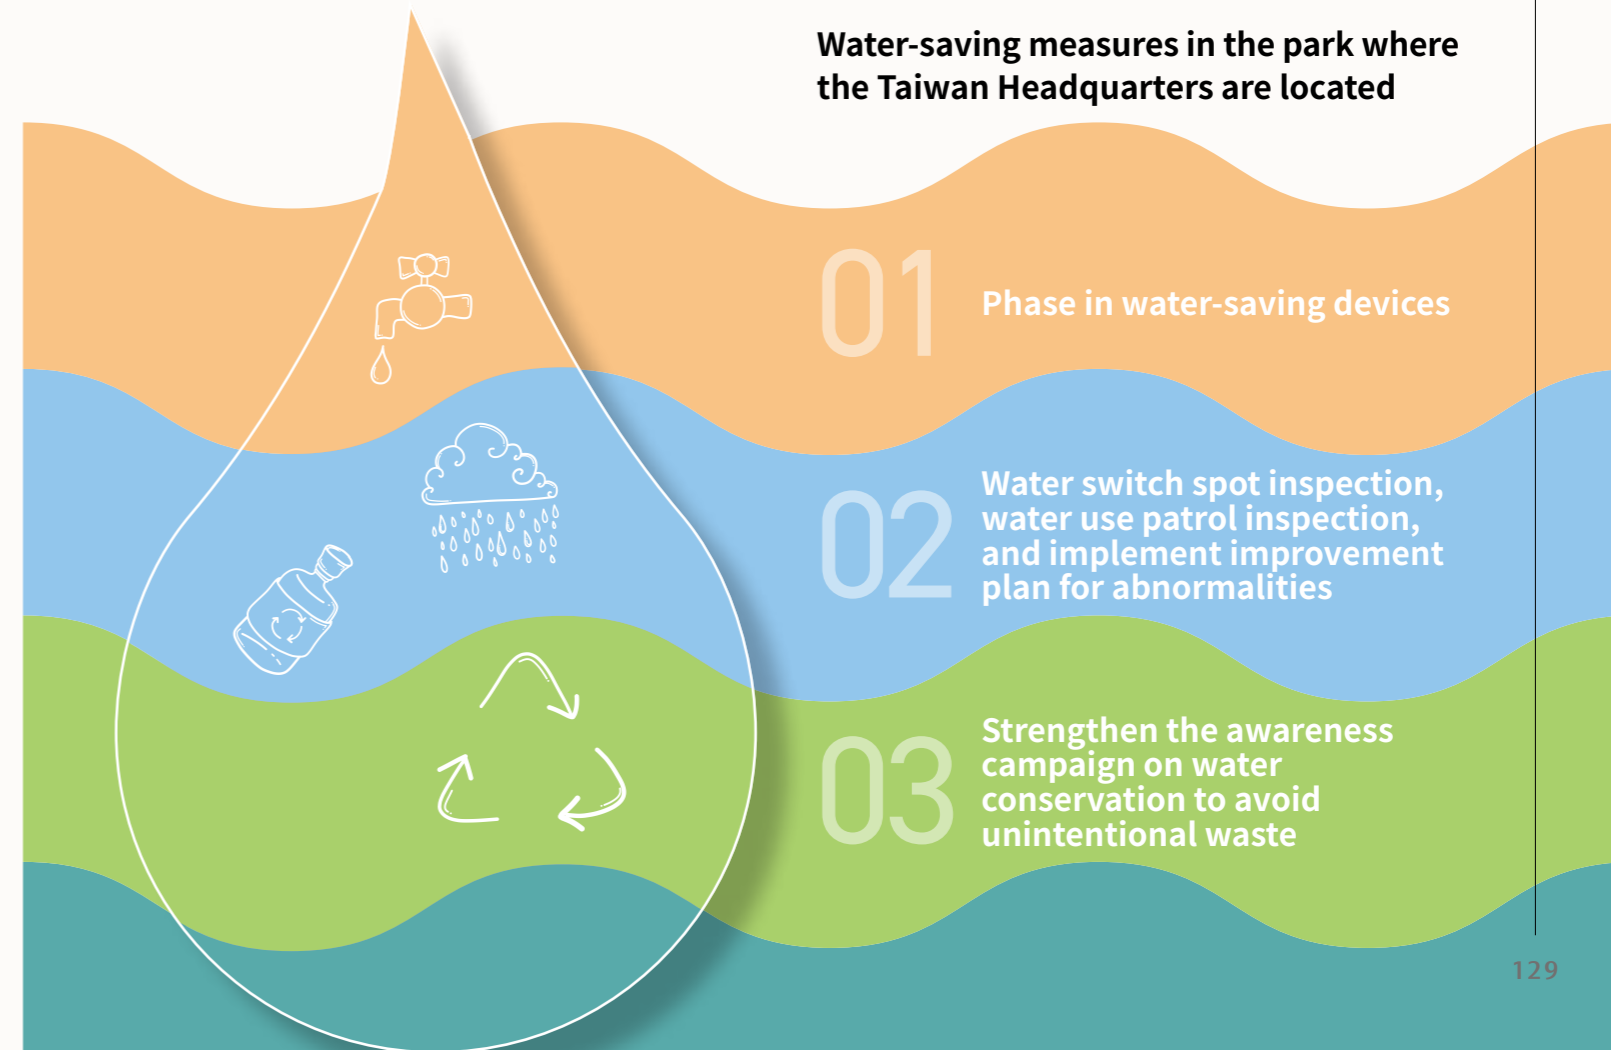 Water-saving measures in the park where
the Taiwan Headquarters are located
01
Phase in water-saving devices
02
Water switch spot inspection,
water use patrol inspection,
and implement improvement
plan for abnormalities
03
Strengthen the awareness
campaign on water
conservation to avoid
unintentional waste
129